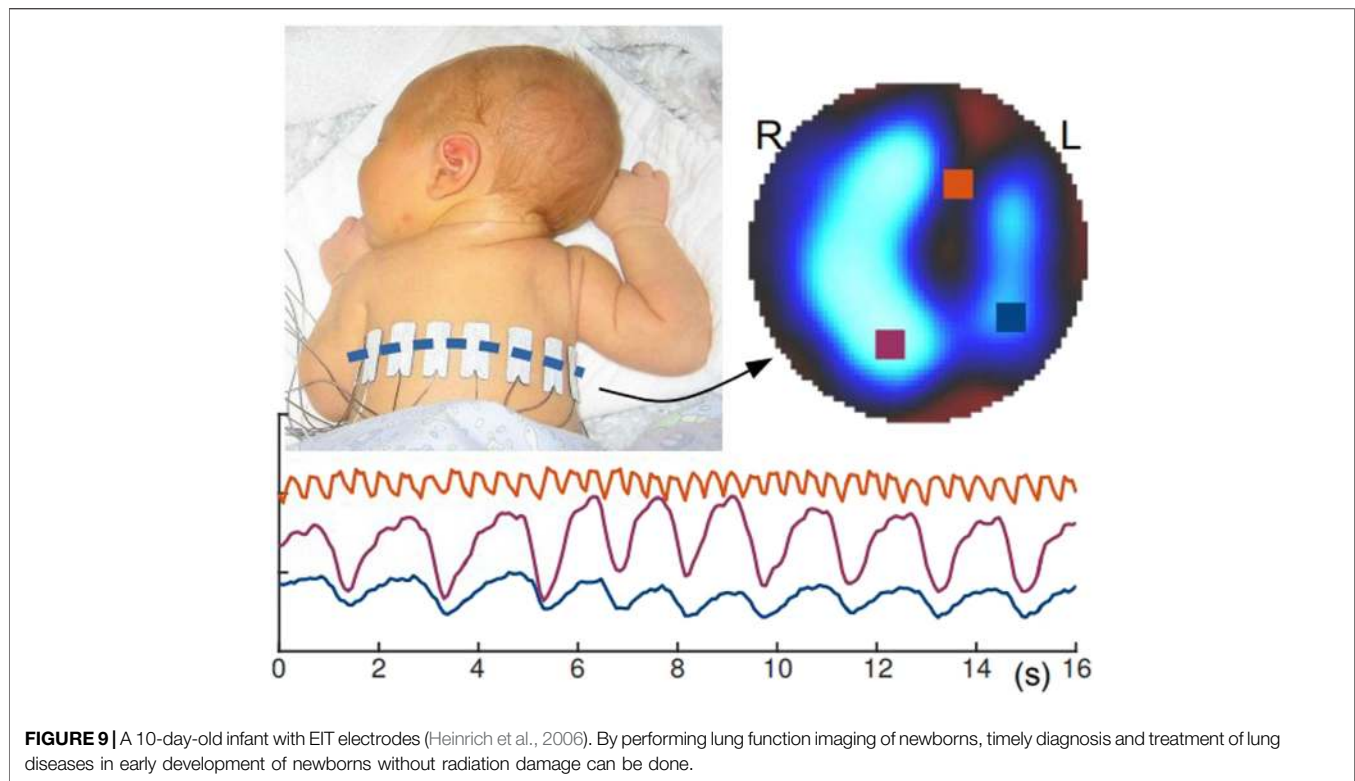 R
L
0 2 4 6 8 10 12 14 (s) 16
FIGURE 9 | A 10-day-old infant with EIT electrodes (Heinrich et al., 2006). By performing lung function imaging of newborns, timely diagnosis and treatment of lung
diseases in early development of newborns without radiation damage can be done.